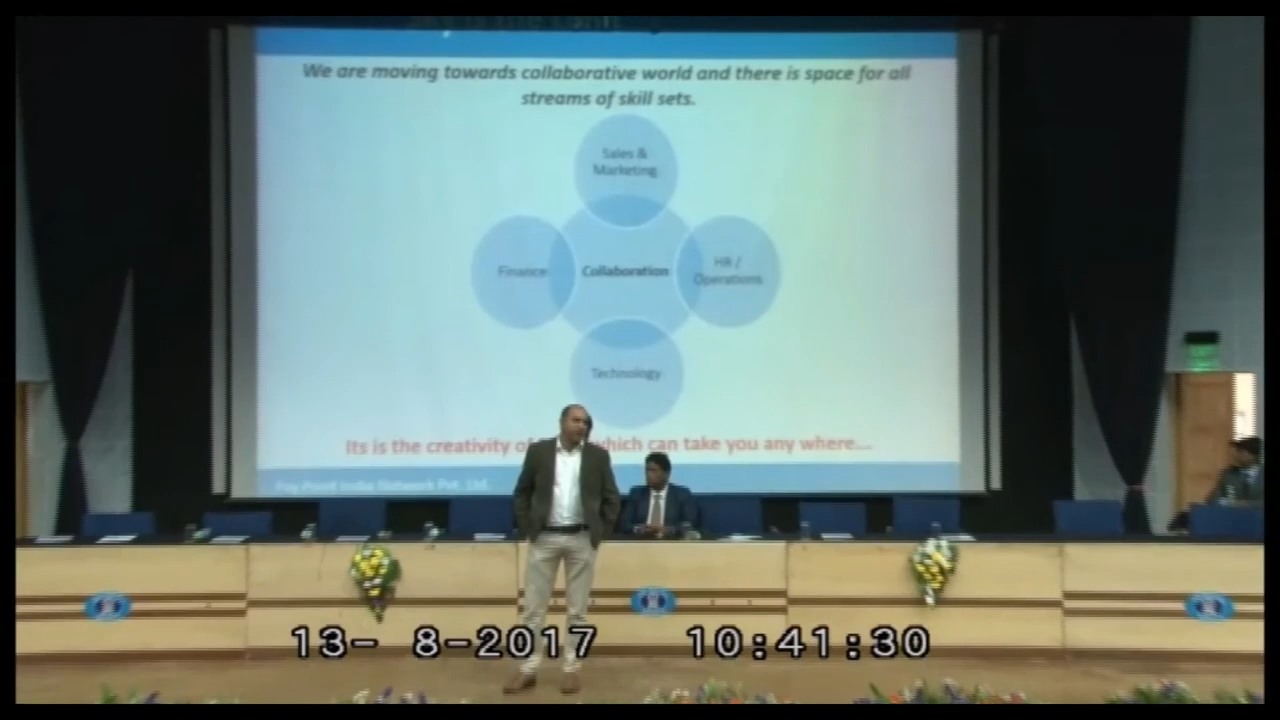 We are moving towards collaborative world and there is space for all
streams of skill sets.
Sales &
Marketing
Finance
Collaboration
HR /
Operations
Technology
Its is the creativity of which can take you any where...
Pay Point India Network Pvt. Ltd.
13- 8-2017 10:41:30